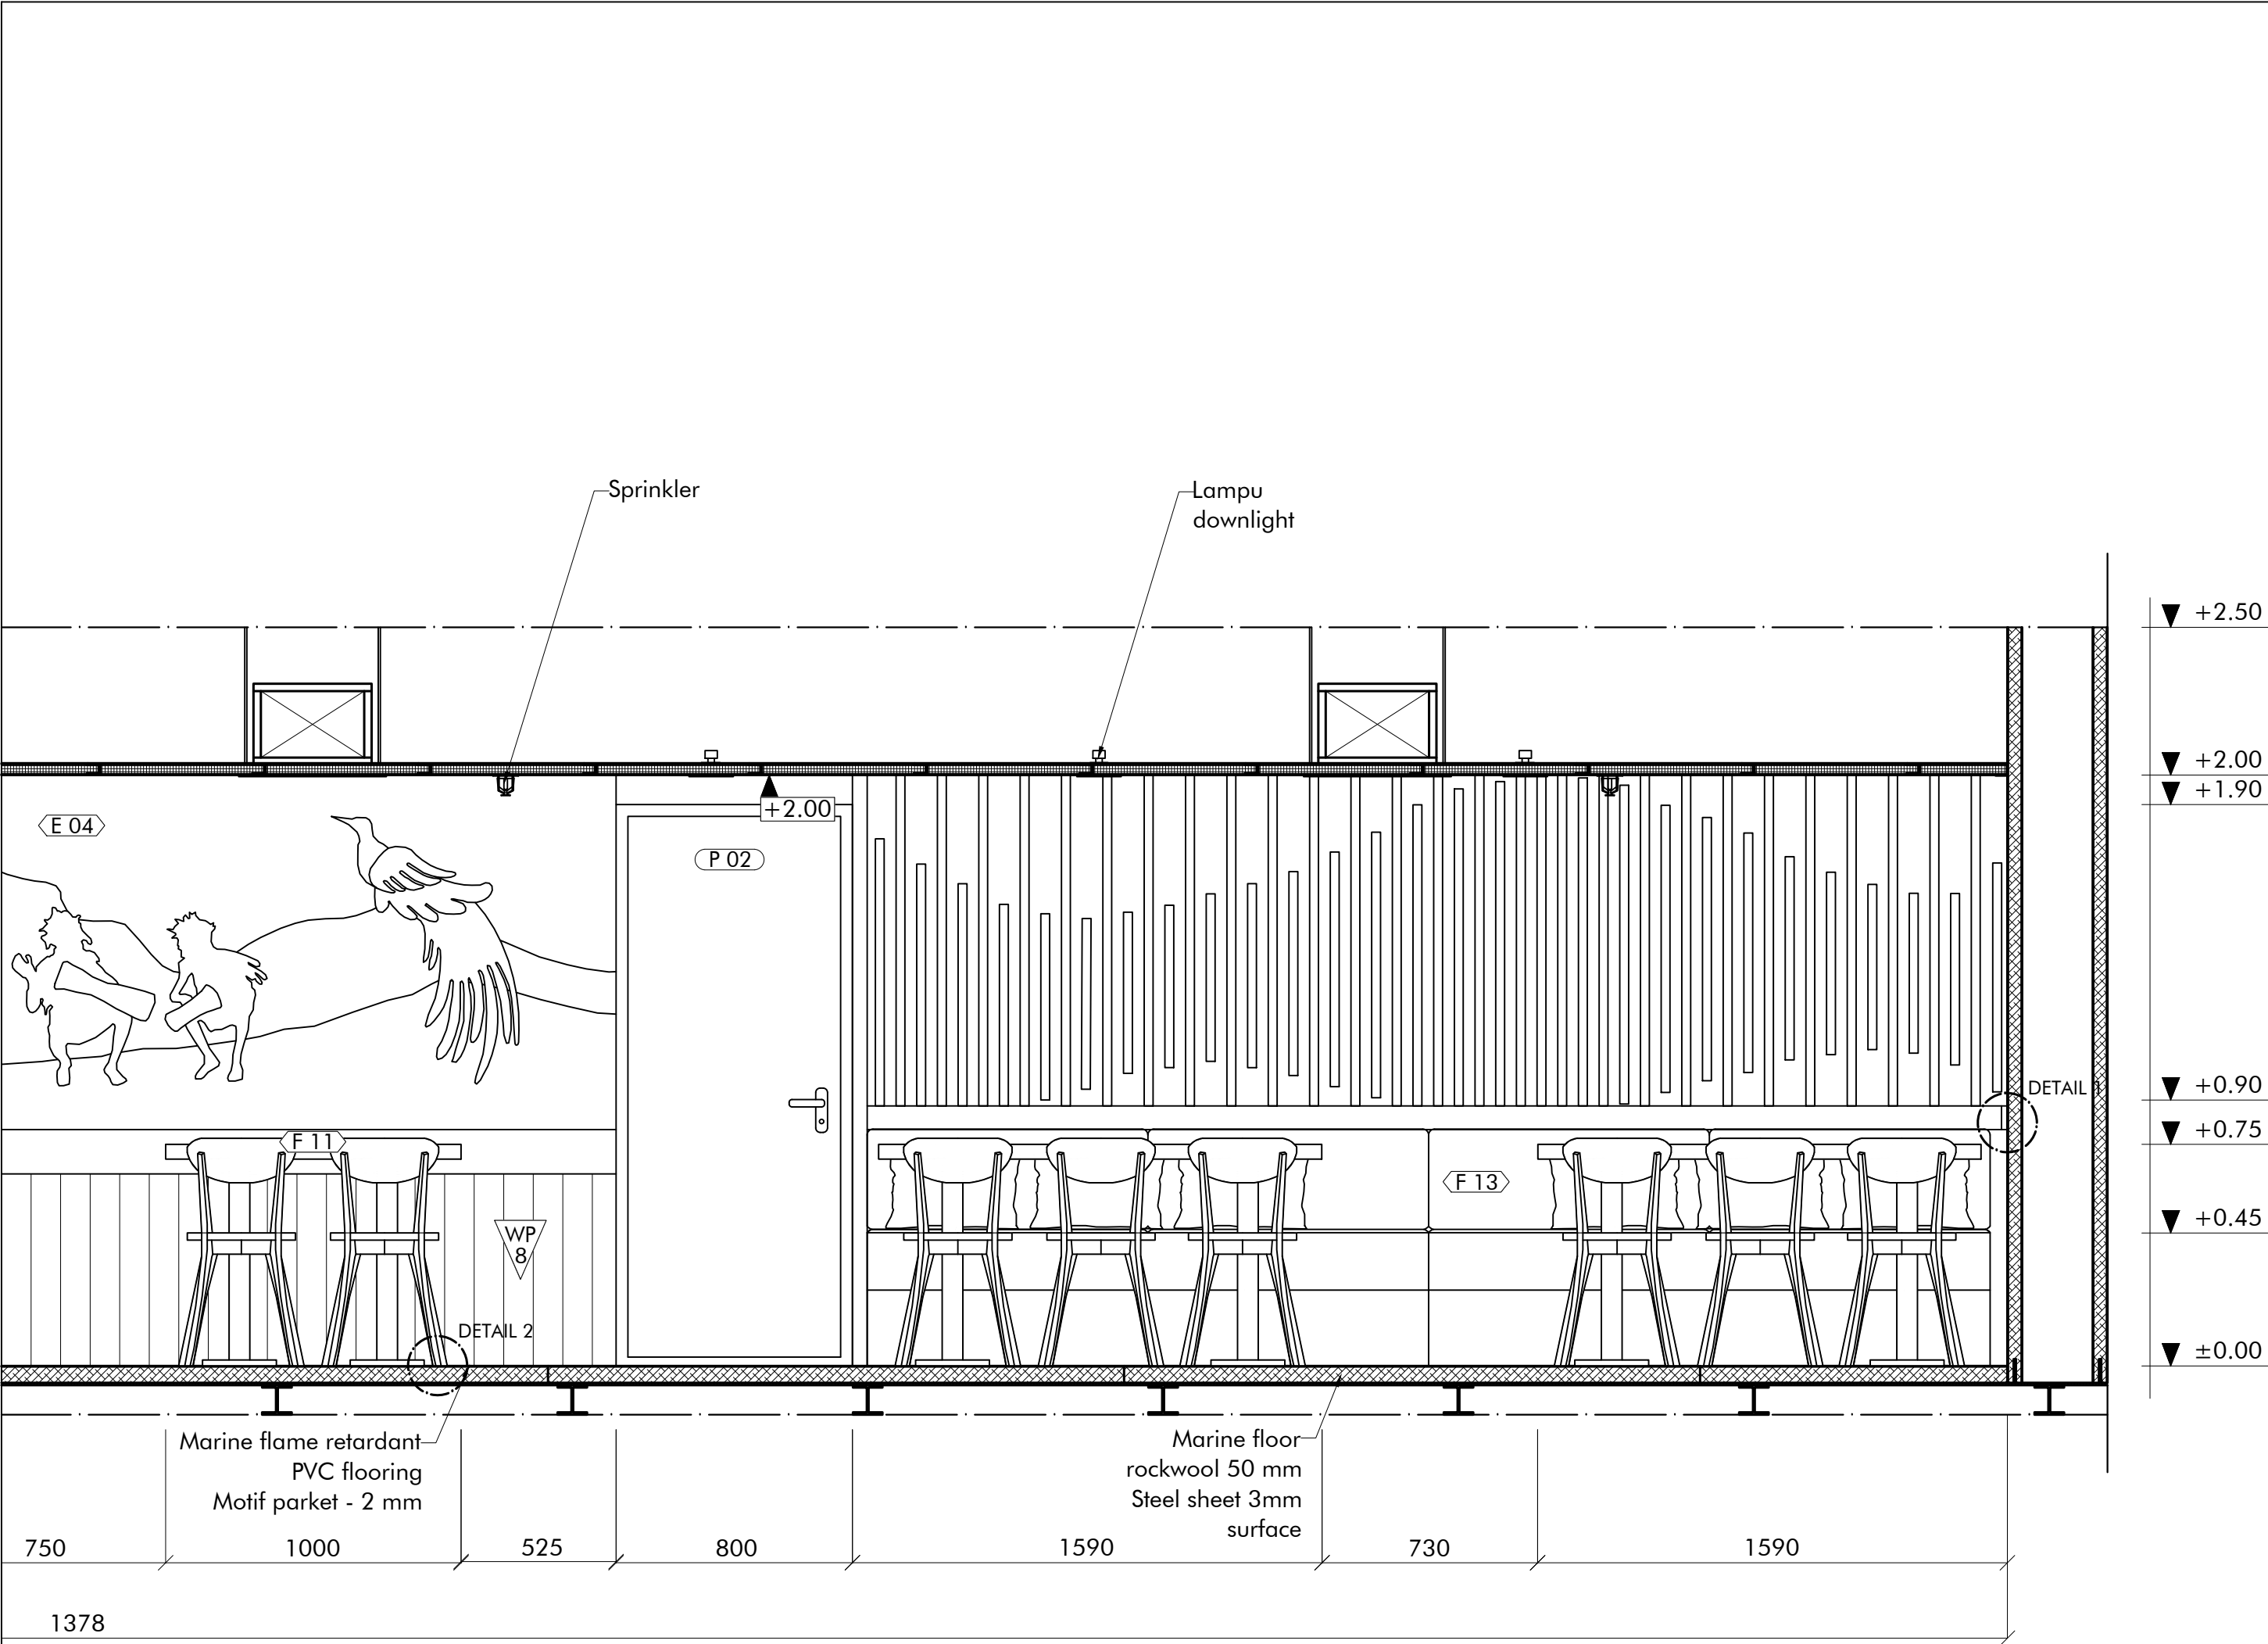 Sprinkler
Lampu
downlight
+2.50
+2.00
+1.90
+2.00
E 04
P 02
DETAIL 1
+0.90
+0.75
F 11
F 13
+0.45
WP
8
DETAIL 2
±0.00
Marine flame retardant
PVC flooring
Motif parket - 2 mm
Marine floor
rockwool 50 mm
Steel sheet 3mm
surface
750
1000
525
800
1590
730
1590
1378